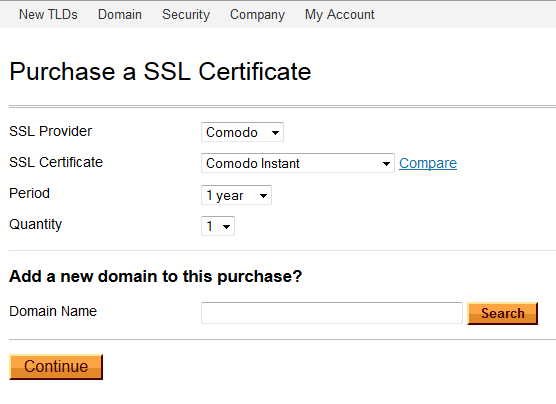 New TLDs Domain Security Company My Account
Purchase a SSL Certificate
SSL Provider Comodo
SSL Certificate Comodo Instant Compare
Period 1 year
Quantity 1
Add a new domain to this purchase?
Domain Name Search
Continue